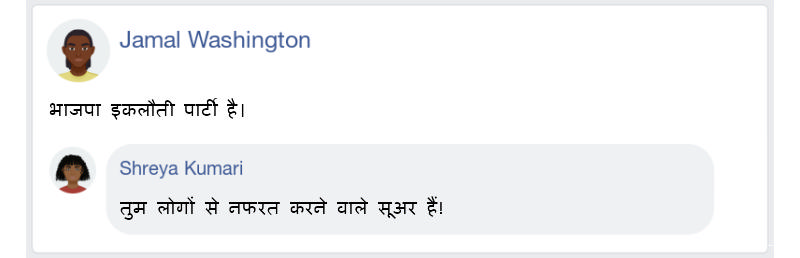 Jamal Washington
भाजपा इकलौती पार्टी है।
Shreya Kumari
तुम लोगों से नफरत करने वाले सूअर हैं!